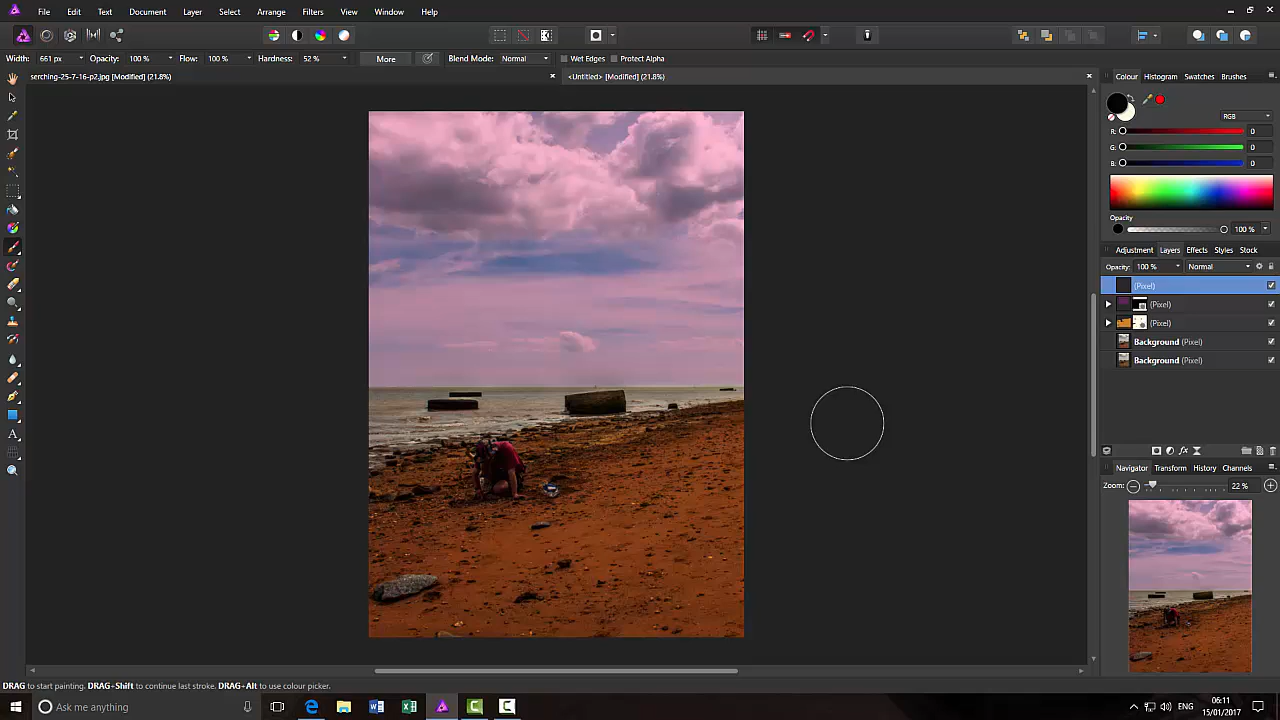 File Edit Text Document Layer Select Arrange Filters View Window Help
Width: 661 px Opacity: 100 % Flow: 100 % Hardness: 52 % More Blend Mode: Normal Wet Edges Protect Alpha
serching-25-7-16-p2.jpg [Modified] (21.8%) <Untitled> [Modified] (21.8%)
Colour Histogram Swatches Brushes
RGB
R: 0
G: 0
B: 0
Opacity
100 %
Adjustment Layers Effects Styles Stock
Opacity: 100 % Normal
(Pixel)
(Pixel)
(Pixel)
Background (Pixel)
Background (Pixel)
Navigator Transform History Channels
Zoom: 22 %
DRAG to start painting. DRAG+Shift to continue last stroke. DRAG+Alt to use colour picker.
Ask me anything
ENG
06:11
15/01/2017